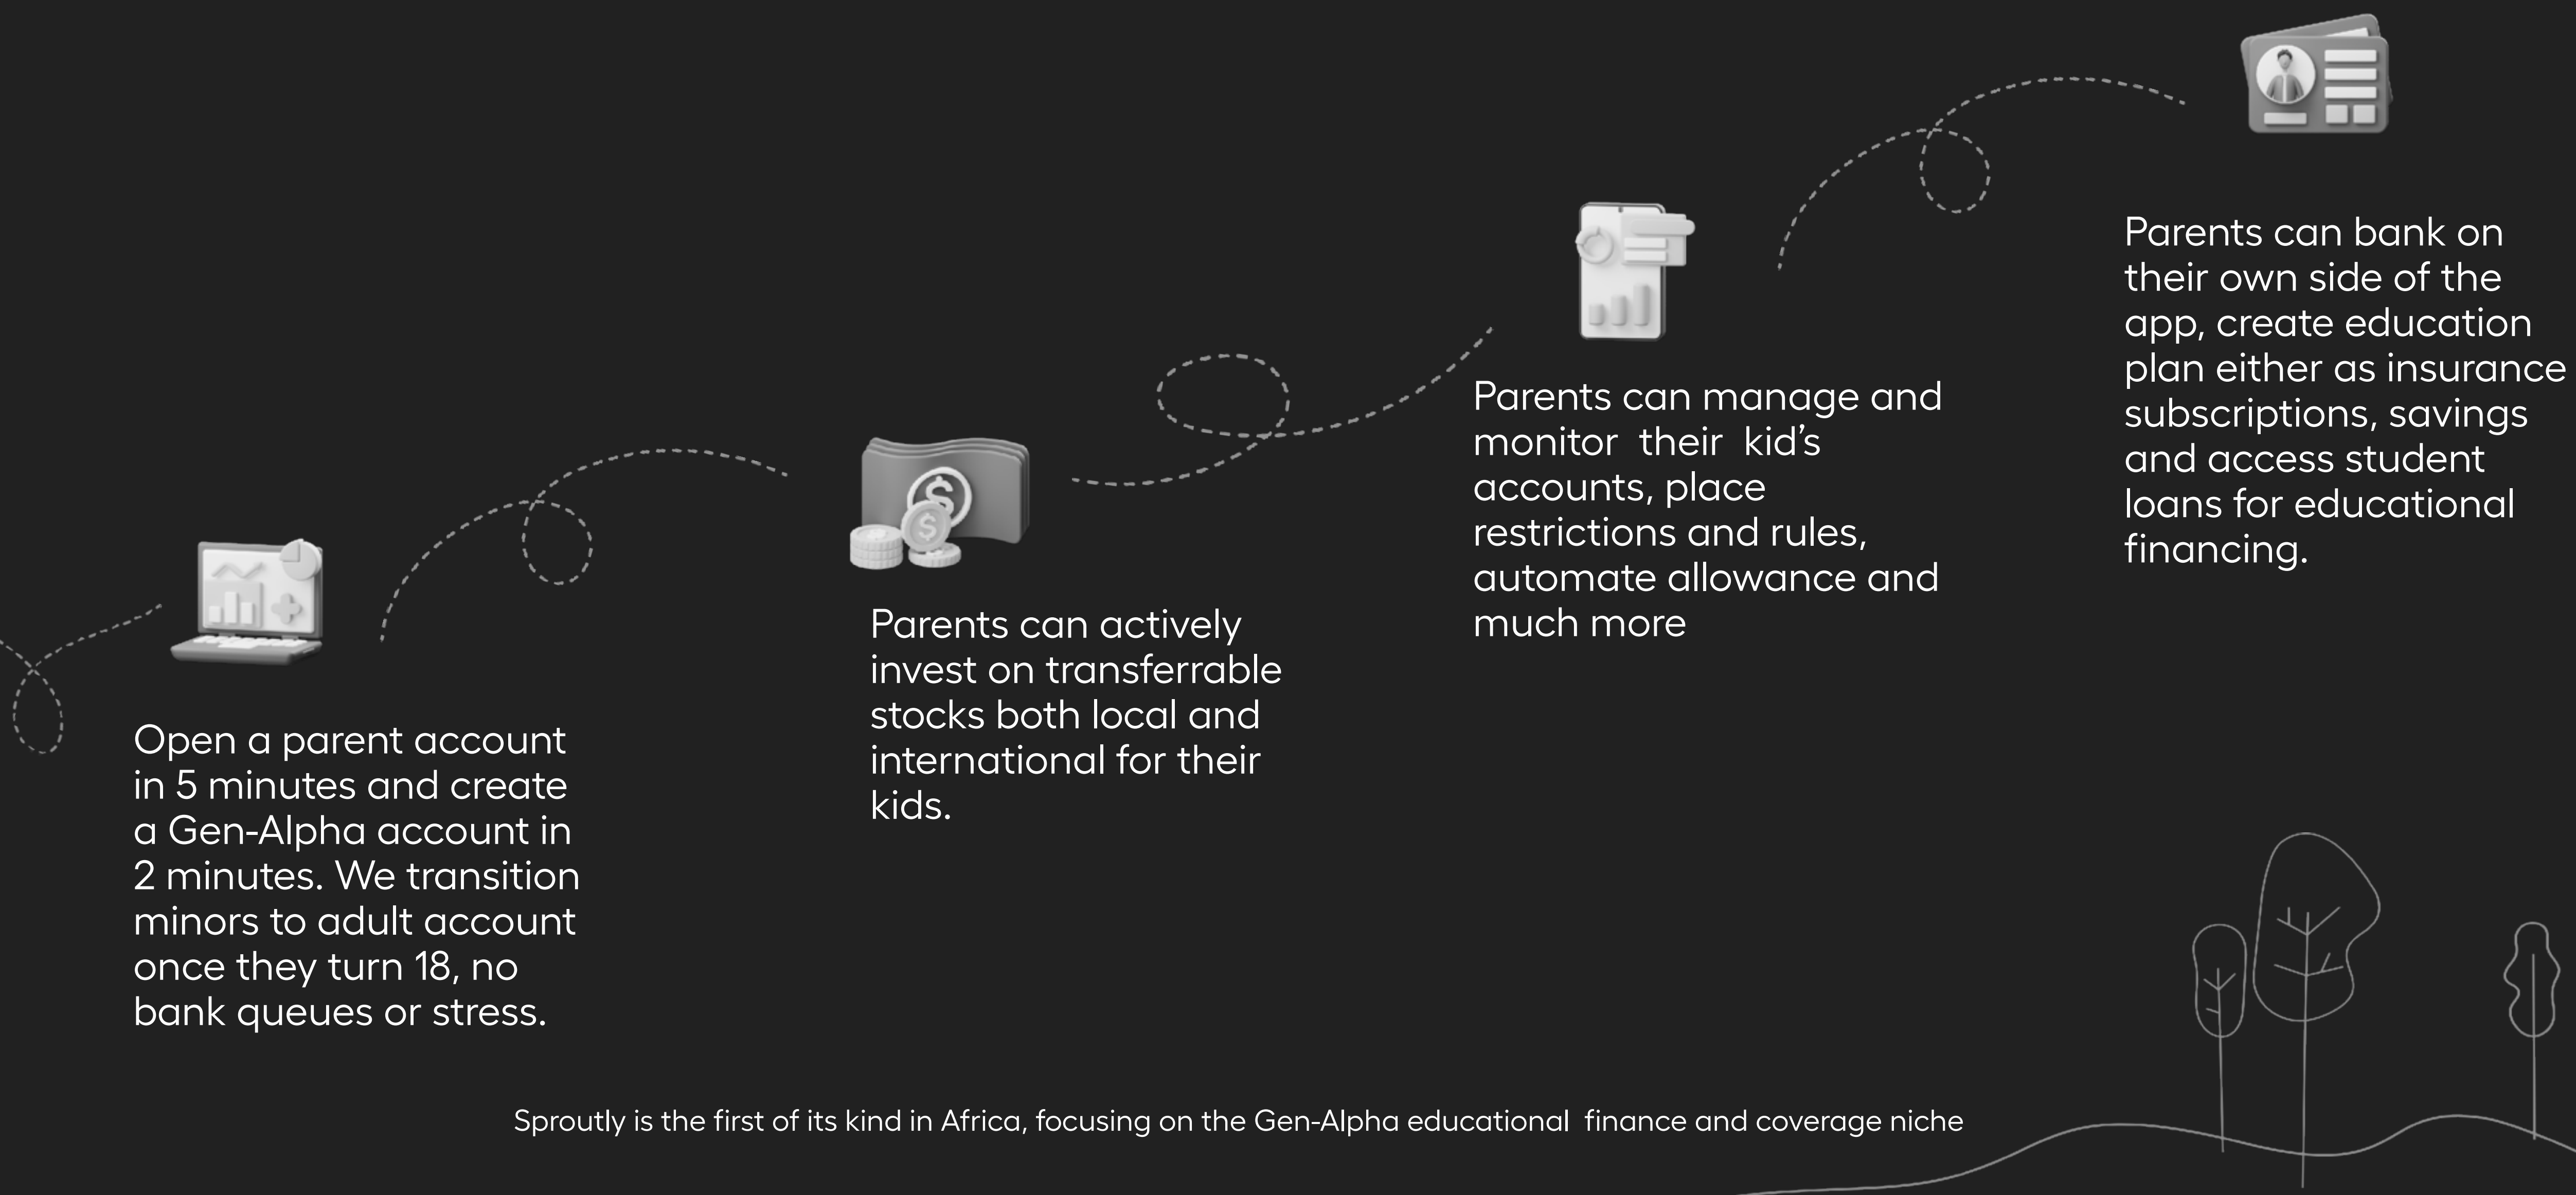 Open a parent account
in 5 minutes and create
a Gen-Alpha account in
2 minutes. We transition
minors to adult account
once they turn 18, no
bank queues or stress.
Parents can actively
invest on transferrable
stocks both local and
international for their
kids.
Parents can manage and
monitor their kid's
accounts, place
restrictions and rules,
automate allowance and
much more
Parents can bank on
their own side of the
app, create education
plan either as insurance
subscriptions, savings
and access student
loans for educational
financing.
Sproutly is the first of its kind in Africa, focusing on the Gen-Alpha educational finance and coverage niche